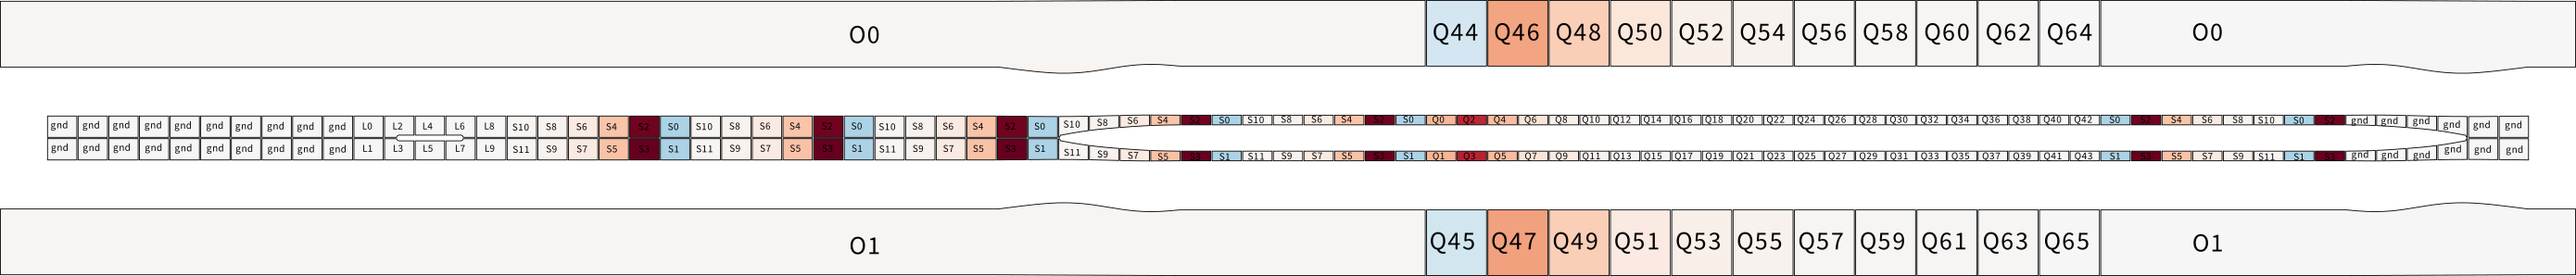 O0 Q44 Q46 Q48 Q50 Q52 Q54 Q56 Q58 Q60 Q62 Q64 O0
gnd gnd gnd gnd gnd gnd gnd gnd gnd gnd L0 L2 L4 L6 L8 S10 S8 S6 S4 S2 S0 S10 S8 S6 S4 S2 S0 S10 S8 S6 S4 S2 S0 S10 S8 S6 S4 S2 S0 S10 S8 S6 S4 S2 S0 Q0 Q2 Q4 Q6 Q8 Q10 Q12 Q14 Q16 Q18 Q20 Q22 Q24 Q26 Q28 Q30 Q32 Q34 Q36 Q38 Q40 Q42 S0 S2 S4 S6 S8 S10 S0 S2 gnd gnd gnd gnd gnd gnd
gnd gnd gnd gnd gnd gnd gnd gnd gnd gnd L1 L3 L5 L7 L9 S11 S9 S7 S5 S3 S1 S11 S9 S7 S5 S3 S1 S11 S9 S7 S5 S3 S1 S11 S9 S7 S5 S3 S1 S11 S9 S7 S5 S3 S1 Q1 Q3 Q5 Q7 Q9 Q11 Q13 Q15 Q17 Q19 Q21 Q23 Q25 Q27 Q29 Q31 Q33 Q35 Q37 Q39 Q41 Q43 S1 S3 S5 S7 S9 S11 S1 S3 gnd gnd gnd gnd gnd gnd
O1 Q45 Q47 Q49 Q51 Q53 Q55 Q57 Q59 Q61 Q63 Q65 O1